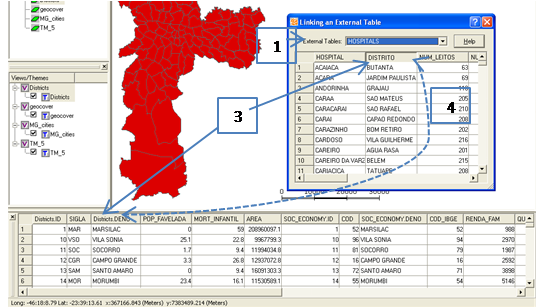 geocover
MG_cities
TM_5
Views/Themes
Districts
Districts
geocover
geocover
MG_cities
MG_cities
TM_5
TM_5
1
3
4
Linking an External Table
External Tables: HOSPITALS Help
HOSPITAL DISTRITO NUM_LEITOS
1 ACAIACA BUTANTA 63
2 ACARA JARDIM PAULISTA 69
3 ANDORINHA GRAJAU 118
4 CARAA SAO MATEUS 205
5 CARACARAI SAO RAFAEL 210
6 CARAI CAPAO REDONDO 208
7 CARAZINHO BOM RETIRO 202
8 CARDOSO VILA GUILHERME 216
9 CAREIRO AGUA RASA 201
10 CAREIRO DA VARZ BELEM 215
11 CARIACICA TATUAPE 208
10000 20000 30000
Districts.ID SIGLA Districts.DENO POP_FAVELADA MORT_INFANTIL AREA SOC_ECONOMY.ID COD SOC_ECONOMY.DENO COD_IBGE RENDA_FAM QU
1 1 MAR MARSILAC 0 59 208960097.1 1 52 MARSILAC 52 988
2 10 VSO VILA SONIA 25.1 22.8 9967799.3 10 96 VILA SONIA 94 2970
3 11 SOC SOCORRO 1.7 9.4 11994034.8 11 81 SOCORRO 79 1987
4 12 CGR CAMPO GRANDE 3.3 26.8 12937072.8 12 16 CAMPO GRANDE 16 2592
5 13 SAM SANTO AMARO 0 9.4 16091303.3 13 72 SANTO AMARO 71 3898
6 14 MOR MORUMBI 23.4 16.1 11530589.1 14 55 MORUMBI 54 5146
Long: -46:18:8.79 Lat: -23:39:13.61 x:367166.043 (Meters) y:7383409.214 (Meters)